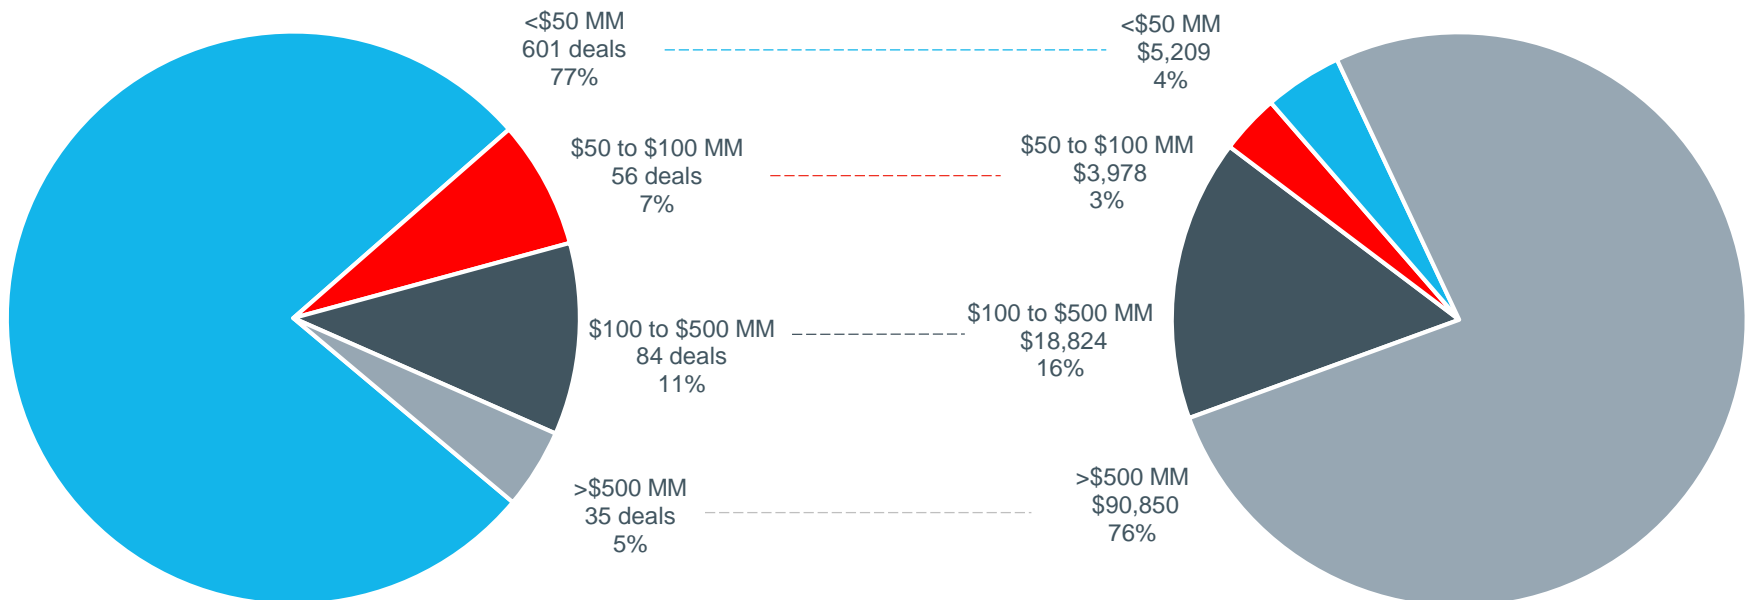 <$50 MM
601 deals
77%
<$50 MM
$5,209
4%
$50 to $100 MM
56 deals
7%
$50 to $100 MM
$3,978
3%
$100 to $500 MM
84 deals
11%
$100 to $500 MM
$18,824
16%
>$500 MM
35 deals
5%
>$500 MM
$90,850
76%